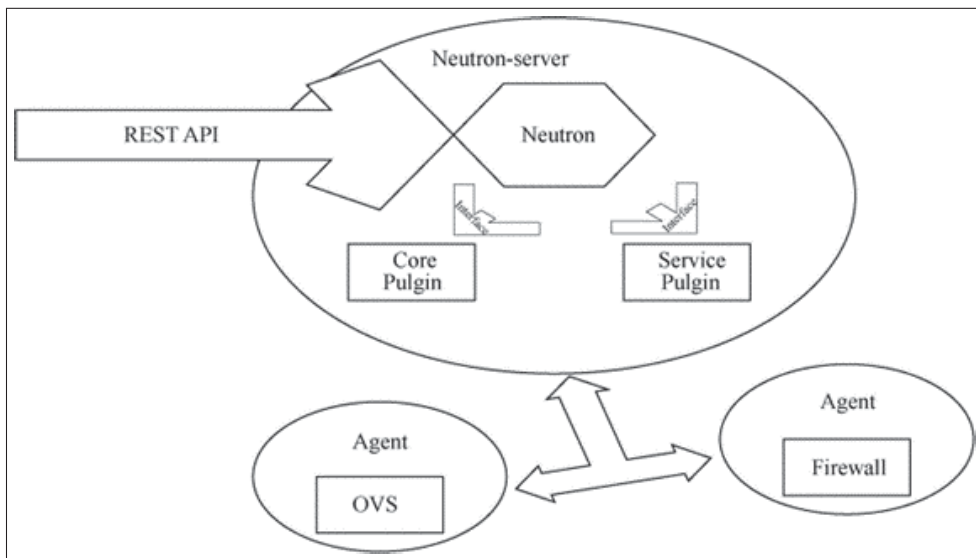 Neutron-server
REST API
Neutron
Interface
Interface
Core
Pulgin
Service
Pulgin
Agent
OVS
Agent
Firewall